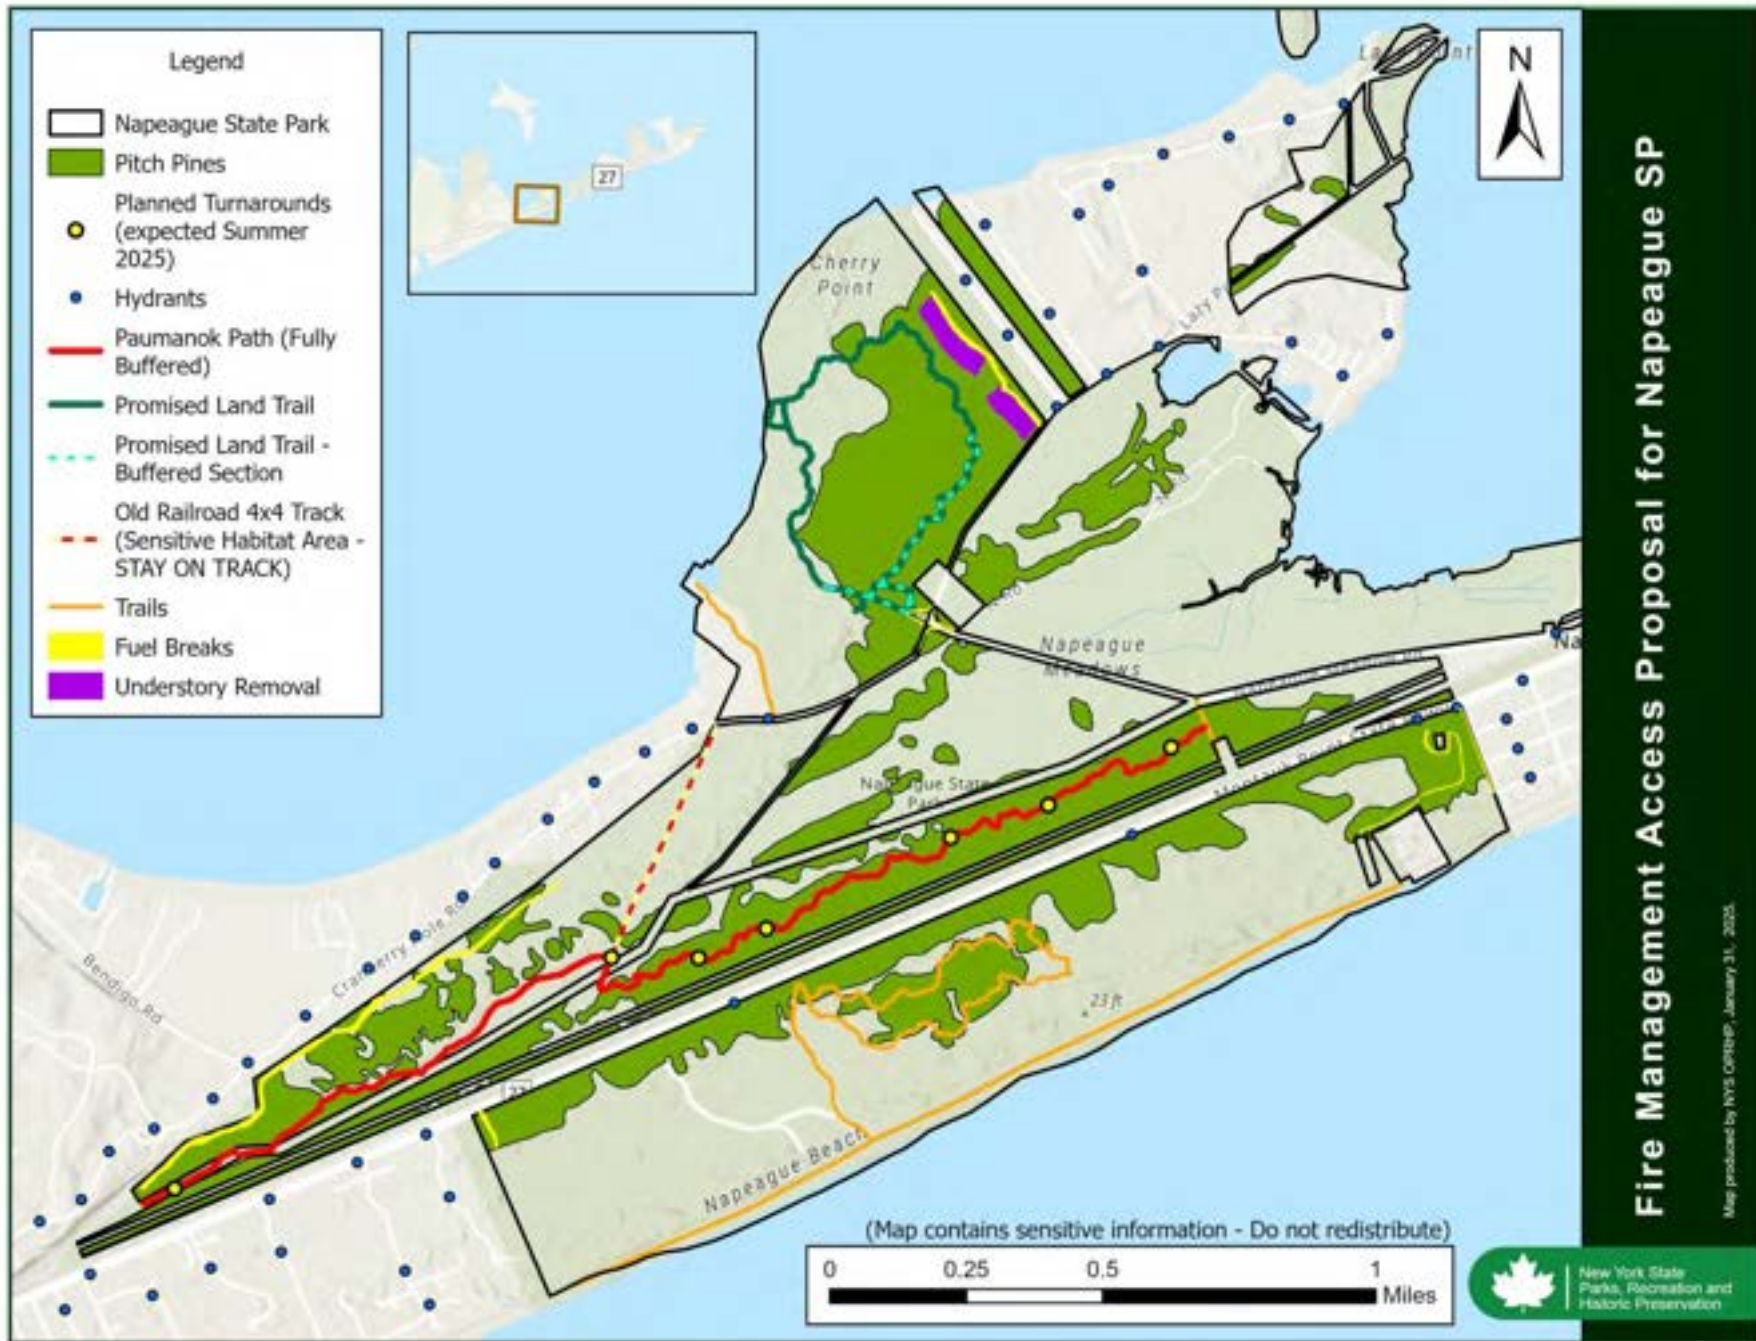 Legend
Napeague State Park
Pitch Pines
Planned Turnarounds
(expected Summer
2025)
Hydrants
Paumanok Path (Fully
Buffered)
Promised Land Trail
Promised Land Trail -
Buffered Section
Old Railroad 4x4 Track
(Sensitive Habitat Area -
STAY ON TRACK)
Trails
Fuel Breaks
Understory Removal
27
N
Cherry
Point
Napeague
Meadows
Napeague State
Park
Cranberry Hole Rd
Bendigo Rd
27
23 ft
Napeague Beach
Na
(Map contains sensitive information - Do not redistribute)
0 0.25 0.5 1
Miles
Fire Management Access Proposal for Napeague SP
Map produced by NYS OPRHP, January 31, 2025.
New York State
Parks, Recreation and
Historic Preservation